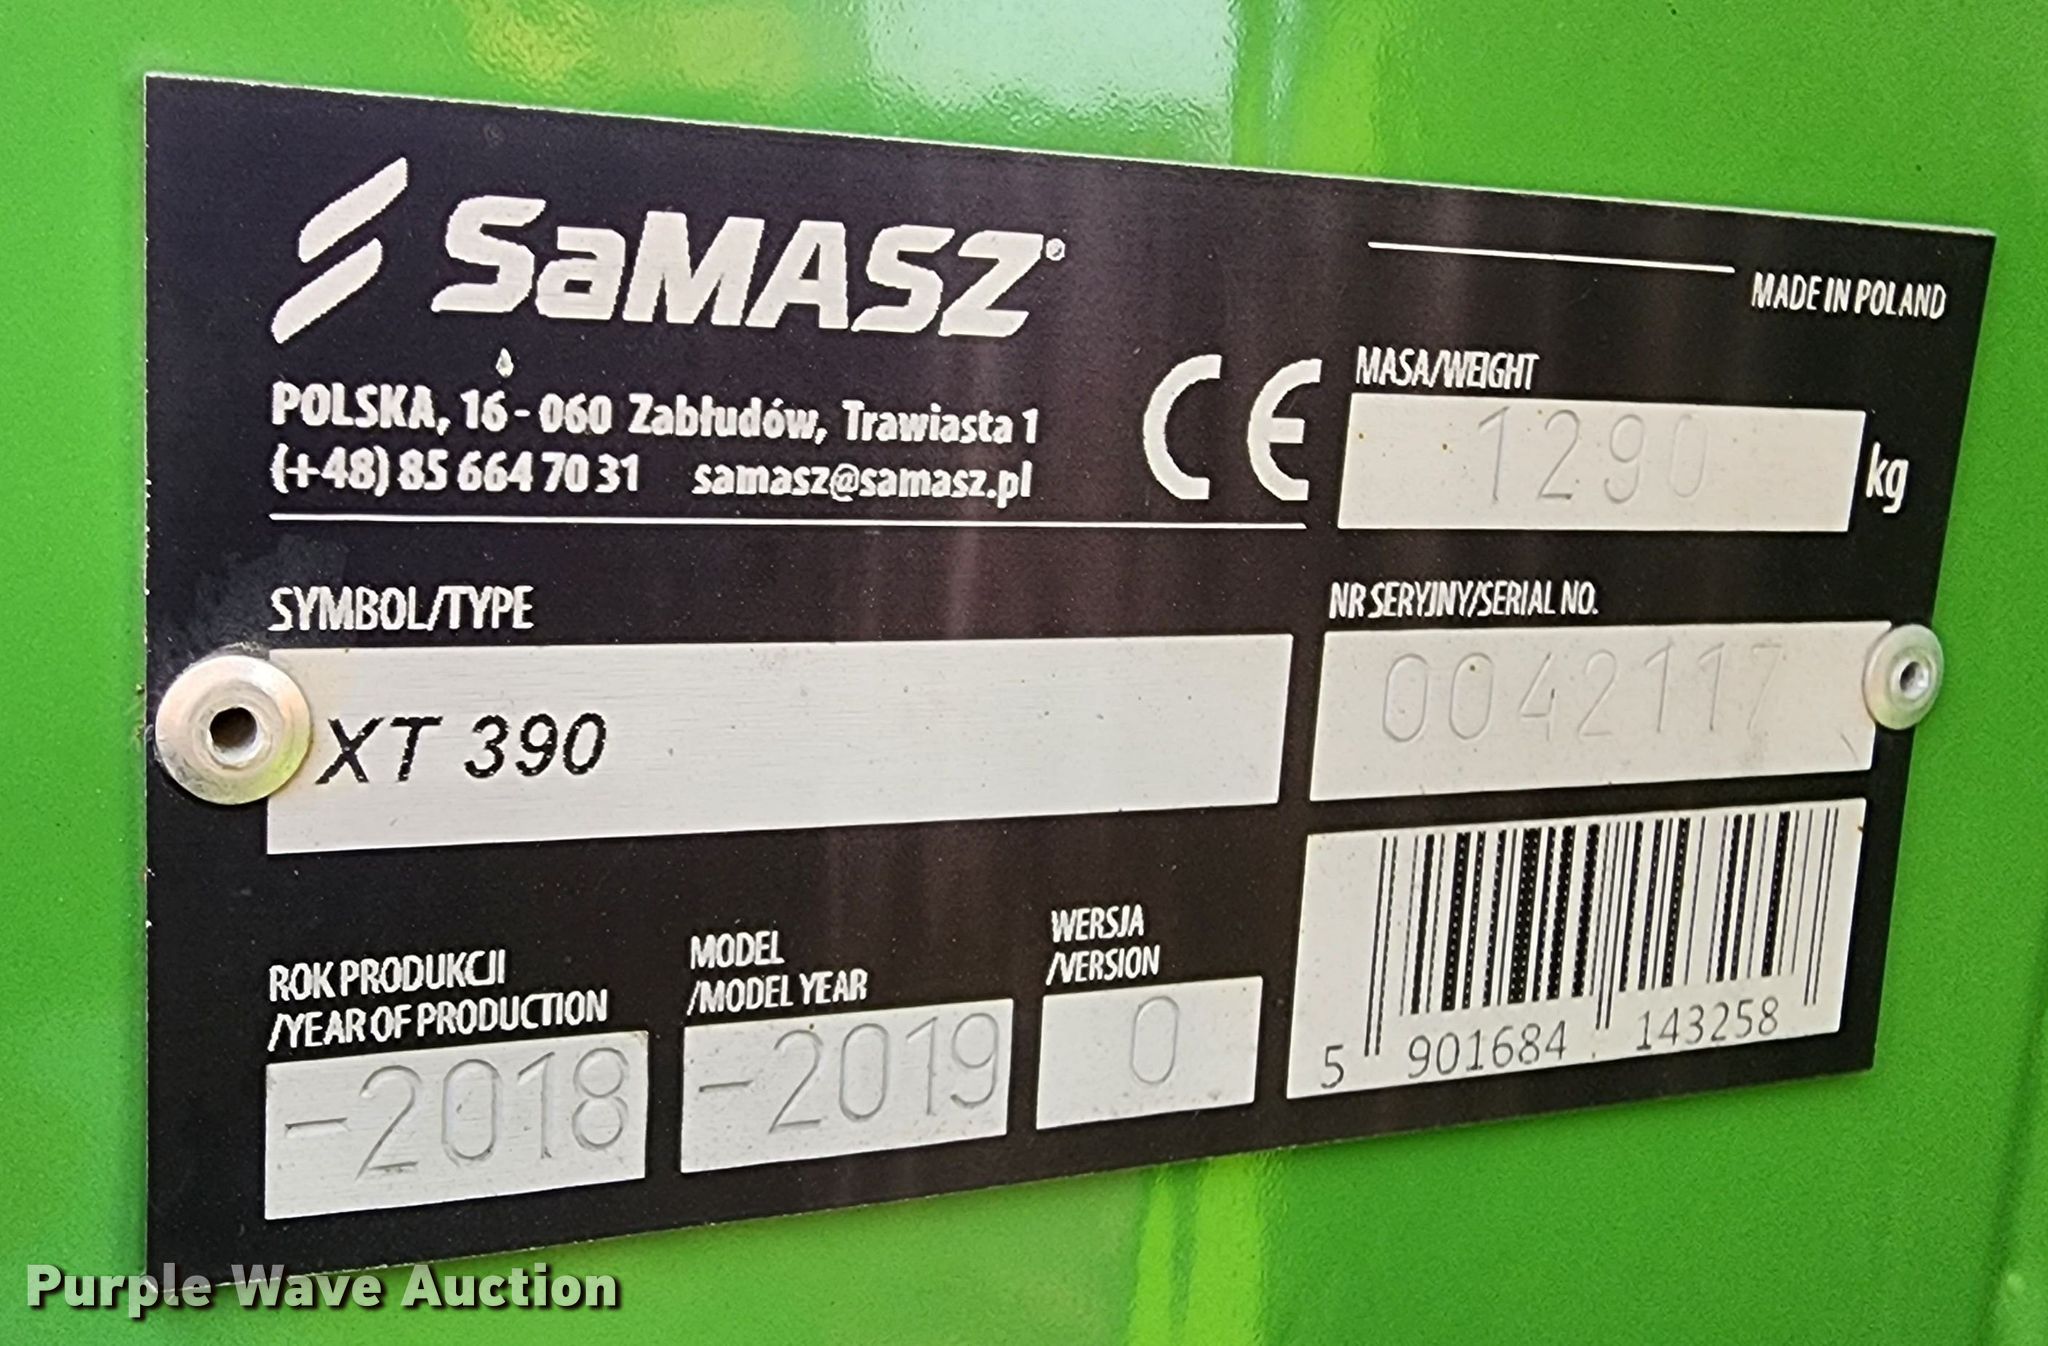 SaMASZ®
POLSKA, 16 - 060 Zabłudów, Trawiasta 1
(+48) 85 664 70 31 samasz@samasz.pl
CE
MADE IN POLAND
MASA/WEIGHT
1290 kg
SYMBOL/TYPE
XT 390
NR SERYJNY/SERIAL NO.
0042117
ROK PRODUKCJI
/YEAR OF PRODUCTION
-2018
MODEL
/MODEL YEAR
-2019
WERSJA
/VERSION
0
5 901684 143258
Purple Wave Auction